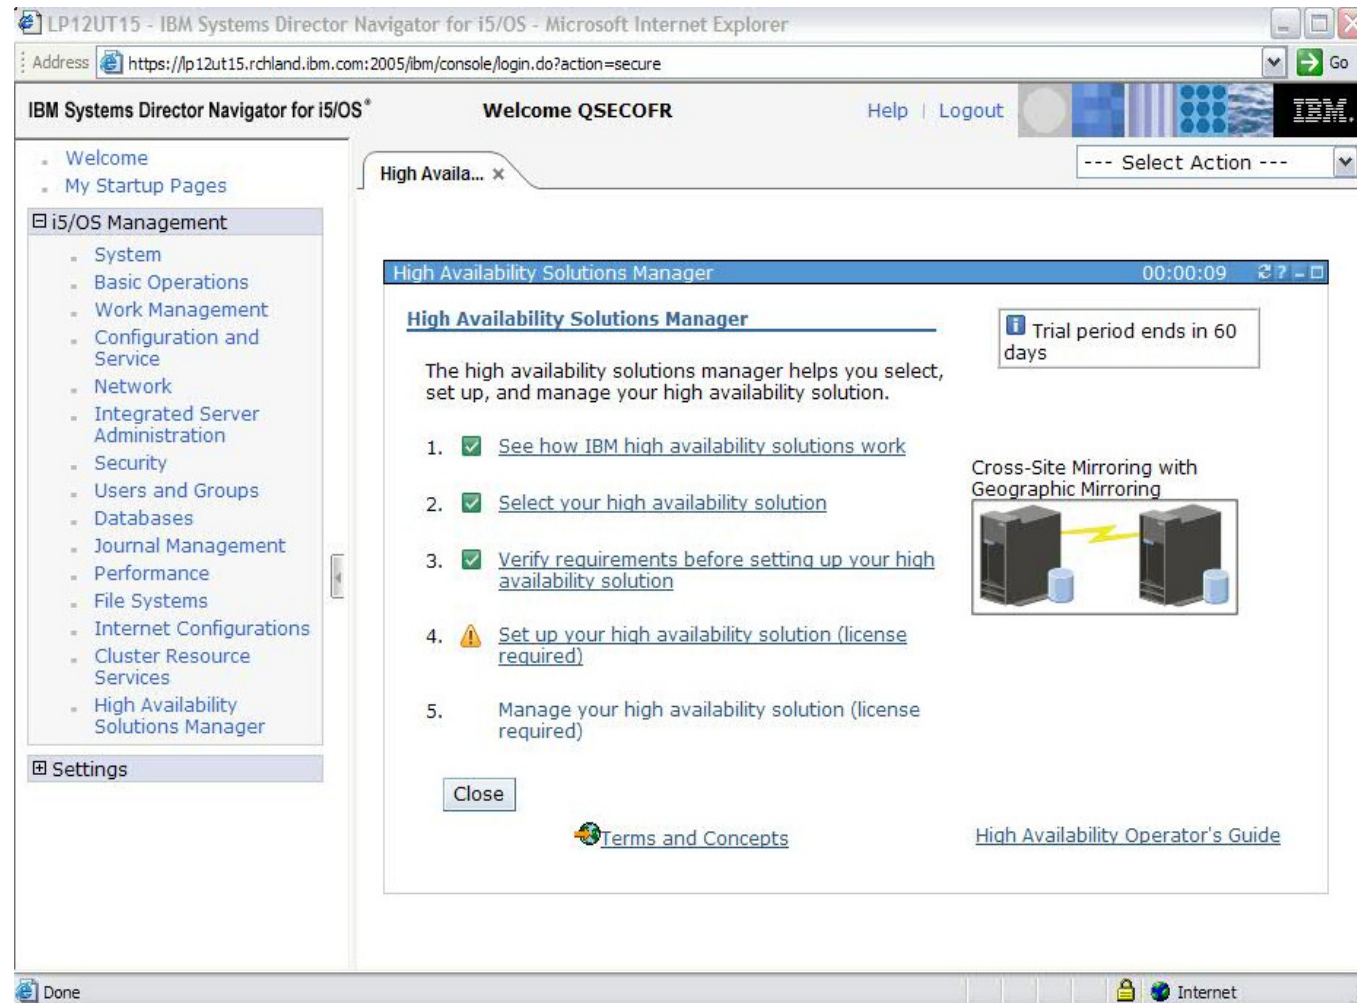 LP12UT15 - IBM Systems Director Navigator for i5/OS - Microsoft Internet Explorer
Address https://lp12ut15.rchland.ibm.com:2005/ibm/console/login.do?action=secure Go
IBM Systems Director Navigator for i5/OS® Welcome QSECOFR Help | Logout IBM.
Welcome
My Startup Pages
High Availa... × --- Select Action ---
i5/OS Management
System
Basic Operations
Work Management
Configuration and
Service
Network
Integrated Server
Administration
Security
Users and Groups
Databases
Journal Management
Performance
File Systems
Internet Configurations
Cluster Resource
Services
High Availability
Solutions Manager
Settings
High Availability Solutions Manager 00:00:09 ?
High Availability Solutions Manager
Trial period ends in 60
days
The high availability solutions manager helps you select,
set up, and manage your high availability solution.
1. See how IBM high availability solutions work
2. Select your high availability solution
3. Verify requirements before setting up your high
availability solution
4. Set up your high availability solution (license
required)
5. Manage your high availability solution (license
required)
Cross-Site Mirroring with
Geographic Mirroring
Close
Terms and Concepts High Availability Operator's Guide
Done Internet